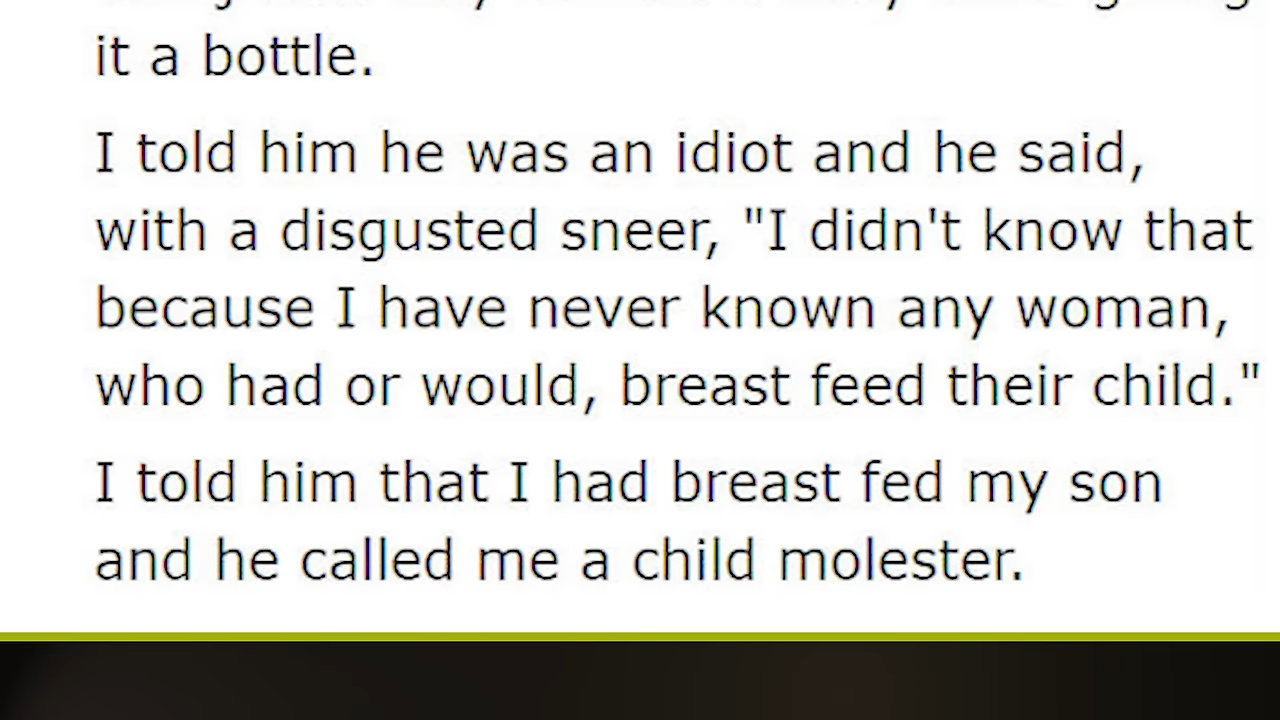 it a bottle.
I told him he was an idiot and he said,
with a disgusted sneer, "I didn't know that
because I have never known any woman,
who had or would, breast feed their child."
I told him that I had breast fed my son
and he called me a child molester.